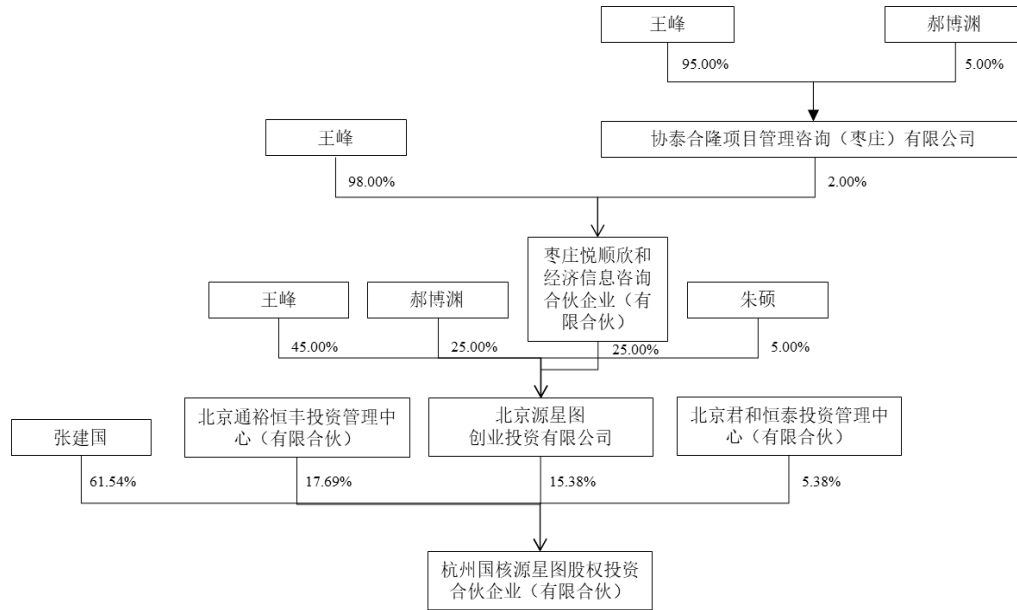 王峰
郝博渊
95.00%
5.00%
协泰合隆项目管理咨询（枣庄）有限公司
王峰
98.00%
2.00%
枣庄悦顺欣和
经济信息咨询
合伙企业（有
限合伙）
王峰
郝博渊
朱硕
45.00%
25.00%
25.00%
5.00%
张建国
北京通裕恒丰投资管理中
心（有限合伙）
北京源星图
创业投资有限公司
北京君和恒泰投资管理中
心（有限合伙）
61.54%
17.69%
15.38%
5.38%
杭州国核源星图股权投资
合伙企业（有限合伙）